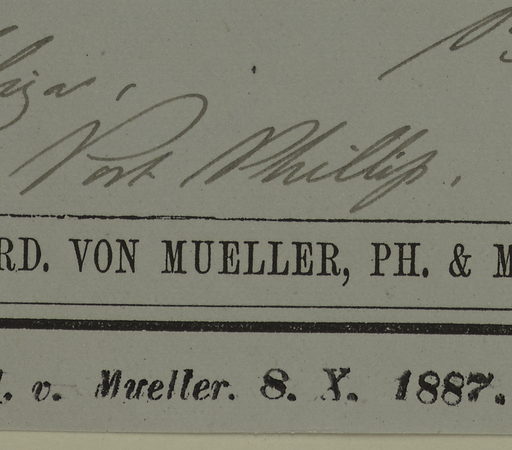 Port Phillip.
RD. VON MUELLER, PH. & M
. v. Mueller. 8. X. 1887.